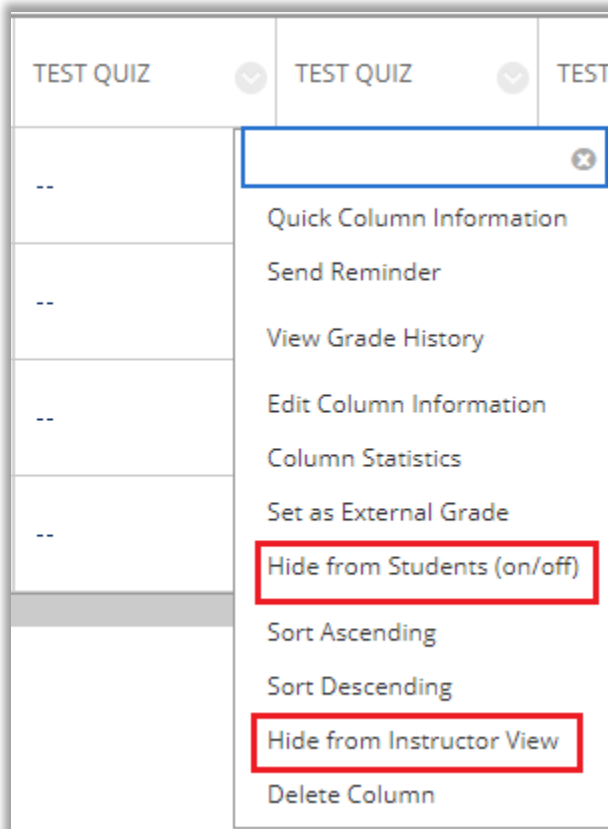 TEST QUIZ TEST QUIZ TEST
--
Quick Column Information
Send Reminder
--
View Grade History
Edit Column Information
--
Column Statistics
Set as External Grade
--
Hide from Students (on/off)
Sort Ascending
Sort Descending
Hide from Instructor View
Delete Column